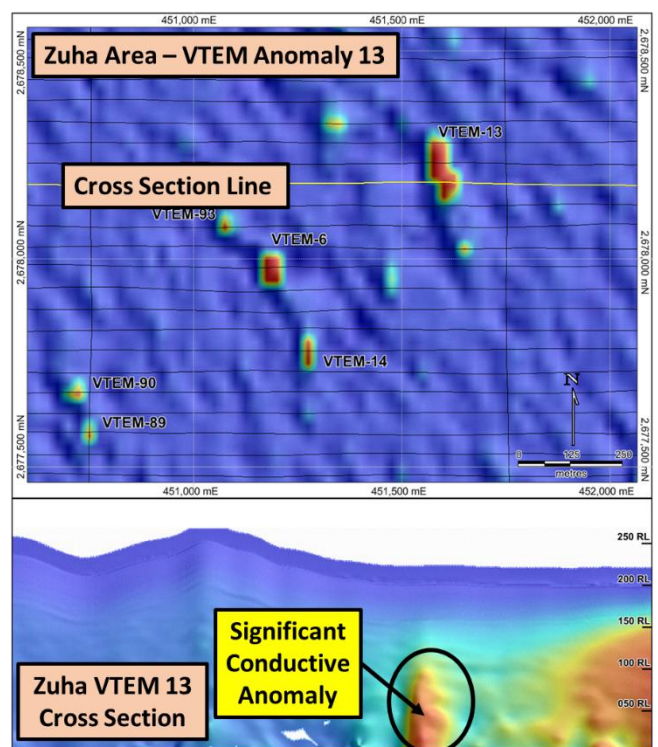 451,000 mE
451,500 mE
452,000 mE
2,678,500 mN
2,678,500 mN
Zuha Area – VTEM Anomaly 13
VTEM-13
Cross Section Line
VTEM-93
VTEM-6
2,678,000 mN
2,678,000 mN
VTEM-14
VTEM-90
VTEM-89
N
0 125 250
metres
2,677,500 mN
2,677,500 mN
451,000 mE
451,500 mE
452,000 mE
250 RL
200 RL
150 RL
100 RL
050 RL
Significant
Conductive
Anomaly
Zuha VTEM 13
Cross Section